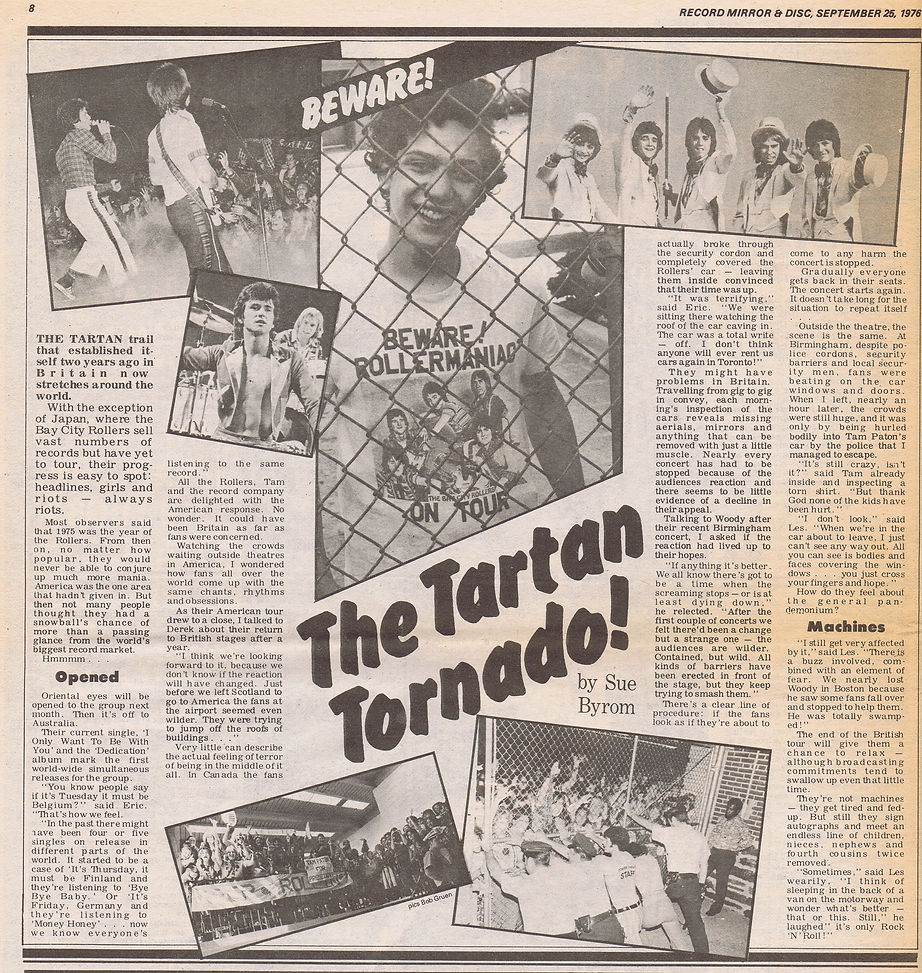 8
RECORD MIRROR & DISC, SEPTEMBER 25, 1976
BEWARE!
BEWARE!
ROLLERMANIAC
THE BAY CITY ROLLERS
ON TOUR
The Tartan
Tornado!
by Sue
Byrom
THE TARTAN trail
that established it-
self two years ago in
Britain now
stretches around the
world.
With the exception
of Japan, where the
Bay City Rollers sell
vast numbers of
records but have yet
to tour, their prog-
ress is easy to spot:
headlines, girls and
riots — always
riots.
Most observers said
that 1975 was the year of
the Rollers. From then
on, no matter how
popular, they would
never be able to conjure
up much more mania.
America was the one area
that hadn't given in. But
then not many people
thought they had a
snowball's chance of
more than a passing
glance from the world's
biggest record market.
Hmmmm . . .
Opened
Oriental eyes will be
opened to the group next
month. Then it's off to
Australia.
Their current single, 'I
Only Want To Be With
You' and the 'Dedication'
album mark the first
world-wide simultaneous
releases for the group.
"You know people say
if it's Tuesday it must be
Belgium?" said Eric.
"That's how we feel.
"In the past there might
have been four or five
singles on release in
different parts of the
world. It started to be a
case of 'It's Thursday, it
must be Finland and
they're listening to 'Bye
Bye Baby.' Or 'It's
Friday, Germany and
they're listening to
'Money Honey' . . . now
we know everyone's
listening to the same
record."
All the Rollers, Tam
and the record company
are delighted with the
American response. No
wonder. It could have
been Britain as far as
fans were concerned.
Watching the crowds
waiting outside theatres
in America, I wondered
how fans all over the
world come up with the
same chants, rhythms
and obsessions.
As their American tour
drew to a close, I talked to
Derek about their return
to British stages after a
year.
"I think we're looking
forward to it, because we
don't know if the reaction
will have changed. Just
before we left Scotland to
go to America the fans at
the airport seemed even
wilder. They were trying
to jump off the roofs of
buildings. . ."
Very little can describe
the actual feeling of terror
of being in the middle of it
all. In Canada the fans
actually broke through
the security cordon and
completely covered the
Rollers' car — leaving
them inside convinced
that their time was up.
"It was terrifying,"
said Eric. "We were
sitting there watching the
roof of the car caving in.
The car was a total write
— off. I don't think
anyone will ever rent us
cars again in Toronto!"
They might have
problems in Britain.
Travelling from gig to gig
in convey, each morn-
ing's inspection of the
cars reveals missing
aerials, mirrors and
anything that can be
removed with just a little
muscle. Nearly every
concert has had to be
stopped because of the
audiences reaction and
there seems to be little
evidence of a decline in
their appeal.
Talking to Woody after
their recent Birmingham
concert, I asked if the
reaction had lived up to
their hopes.
"If anything it's better.
We all know there's got to
be a time when the
screaming stops — or is at
least dying down,"
he relected. "After the
first couple of concerts we
felt there'd been a change
but a strange one — the
audiences are wilder.
Contained, but wild. All
kinds of barriers have
been erected in front of
the stage, but they keep
trying to smash them."
There's a clear line of
procedure: if the fans
look as if they're about to
come to any harm the
concert is stopped.
Gradually everyone
gets back in their seats.
The concert starts again.
It doesn't take long for the
situation to repeat itself
. . .
Outside the theatre, the
scene is the same. At
Birmingham, despite po-
lice cordons, security
barriers and local secur-
ity men, fans were
beating on the car
windows and doors.
When I left, nearly an
hour later, the crowds
were still huge, and it was
only by being hurled
bodily into Tam Paton's
car by the police that I
managed to escape.
"It's still crazy, isn't
it?" said Tam already
inside and inspecting a
torn shirt. "But thank
God none of the kids have
been hurt."
"I don't look," said
Les. "When we're in the
car about to leave, I just
can't see any way out. All
you can see is bodies and
faces covering the win-
dows . . . you just cross
your fingers and hope."
How do they feel about
the general pan-
demonium?
Machines
"I still get very affected
by it," said Les. "There is
a buzz involved, com-
bined with an element of
fear. We nearly lost
Woody in Boston because
he saw some fans fall over
and stopped to help them.
He was totally swamp-
ed!"
The end of the British
tour will give them a
chance to relax —
although broadcasting
commitments tend to
swallow up even that little
time.
They're not machines
— they get tired and fed-
up. But still they sign
autographs and meet an
endless line of children,
nieces, nephews and
fourth cousins twice
removed.
"Sometimes," said Les
wearily, "I think of
sleeping in the back of a
van on the motorway and
wonder what's better —
that or this. Still," he
laughed" it's only Rock
'N' Roll!"
pics Bob Gruen
STAFF